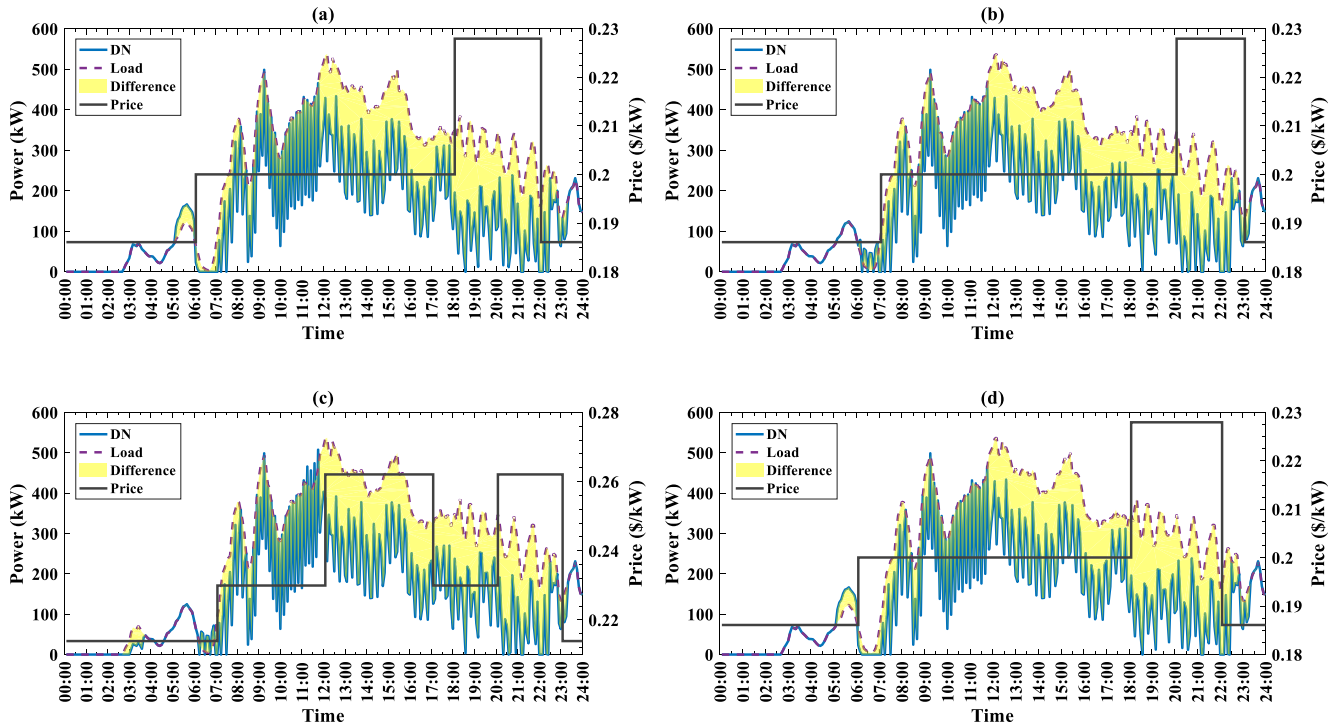 (a)
600
500
400
300
200
100
0
Power (kW)
DN
Load
Difference
Price
0.23
0.22
0.21
0.20
0.19
0.18
Price ($/kW)
00:00 01:00 02:00 03:00 04:00 05:00 06:00 07:00 08:00 09:00 10:00 11:00 12:00 13:00 14:00 15:00 16:00 17:00 18:00 19:00 20:00 21:00 22:00 23:00 24:00
Time
(b)
600
500
400
300
200
100
0
Power (kW)
DN
Load
Difference
Price
0.23
0.22
0.21
0.20
0.19
0.18
Price ($/kW)
00:00 01:00 02:00 03:00 04:00 05:00 06:00 07:00 08:00 09:00 10:00 11:00 12:00 13:00 14:00 15:00 16:00 17:00 18:00 19:00 20:00 21:00 22:00 23:00 24:00
Time
(c)
600
500
400
300
200
100
0
Power (kW)
DN
Load
Difference
Price
0.28
0.26
0.24
0.22
Price ($/kW)
00:00 01:00 02:00 03:00 04:00 05:00 06:00 07:00 08:00 09:00 10:00 11:00 12:00 13:00 14:00 15:00 16:00 17:00 18:00 19:00 20:00 21:00 22:00 23:00 24:00
Time
(d)
600
500
400
300
200
100
0
Power (kW)
DN
Load
Difference
Price
0.23
0.22
0.21
0.2
0.19
0.18
Price ($/kW)
00:00 01:00 02:00 03:00 04:00 05:00 06:00 07:00 08:00 09:00 10:00 11:00 12:00 13:00 14:00 15:00 16:00 17:00 18:00 19:00 20:00 21:00 22:00 23:00 24:00
Time